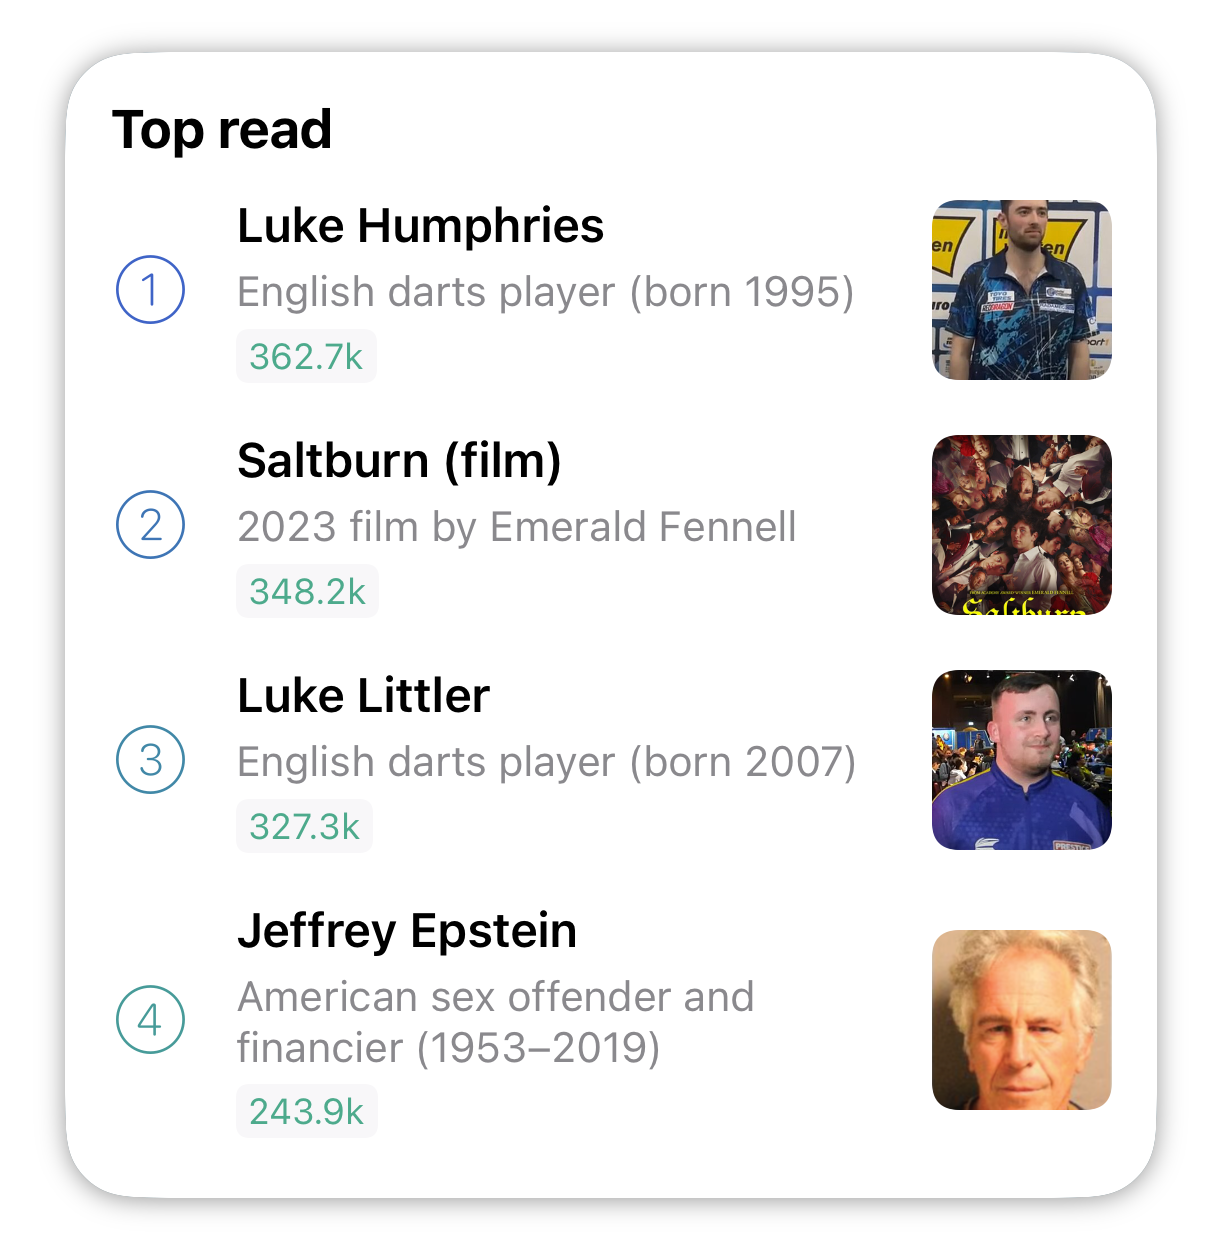 Top read
1
Luke Humphries
English darts player (born 1995)
362.7k
2
Saltburn (film)
2023 film by Emerald Fennell
348.2k
Saltburn
3
Luke Littler
English darts player (born 2007)
327.3k
PRESTIGE
4
Jeffrey Epstein
American sex offender and
financier (1953–2019)
243.9k